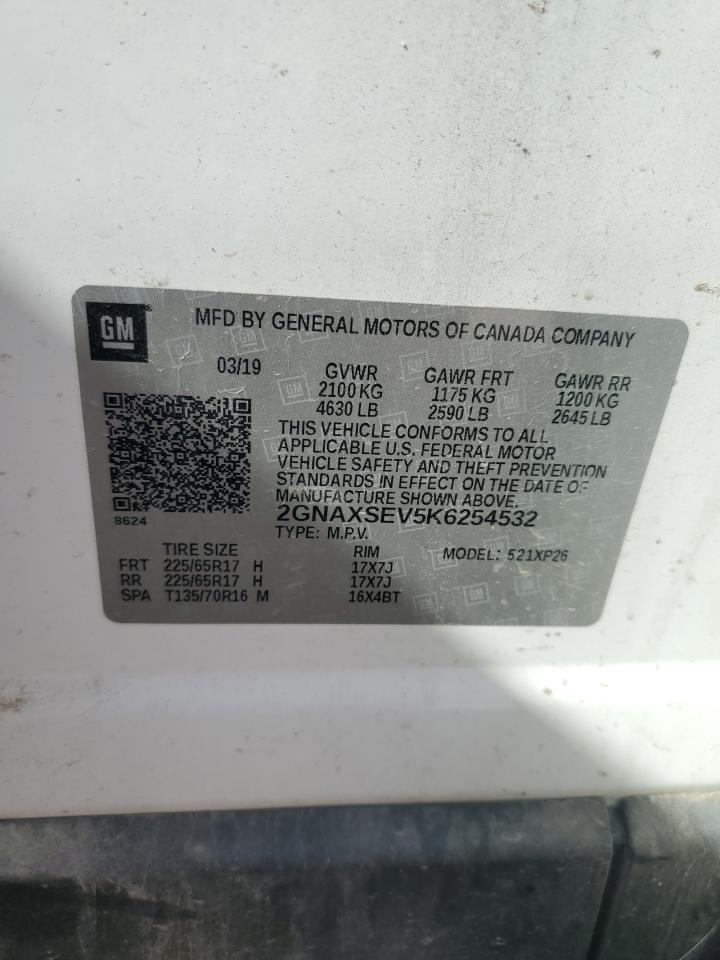 GM
MFD BY GENERAL MOTORS OF CANADA COMPANY
03/19 GVWR GAWR FRT GAWR RR
2100 KG 1175 KG 1200 KG
4630 LB 2590 LB 2645 LB
THIS VEHICLE CONFORMS TO ALL
APPLICABLE U.S. FEDERAL MOTOR
VEHICLE SAFETY AND THEFT PREVENTION
STANDARDS IN EFFECT ON THE DATE OF
MANUFACTURE SHOWN ABOVE.
8624 2GNAXSEV5K6254532
TYPE: M.P.V.
TIRE SIZE RIM MODEL: 521XP26
FRT 225/65R17 H 17X7J
RR 225/65R17 H 17X7J
SPA T135/70R16 M 16X4BT